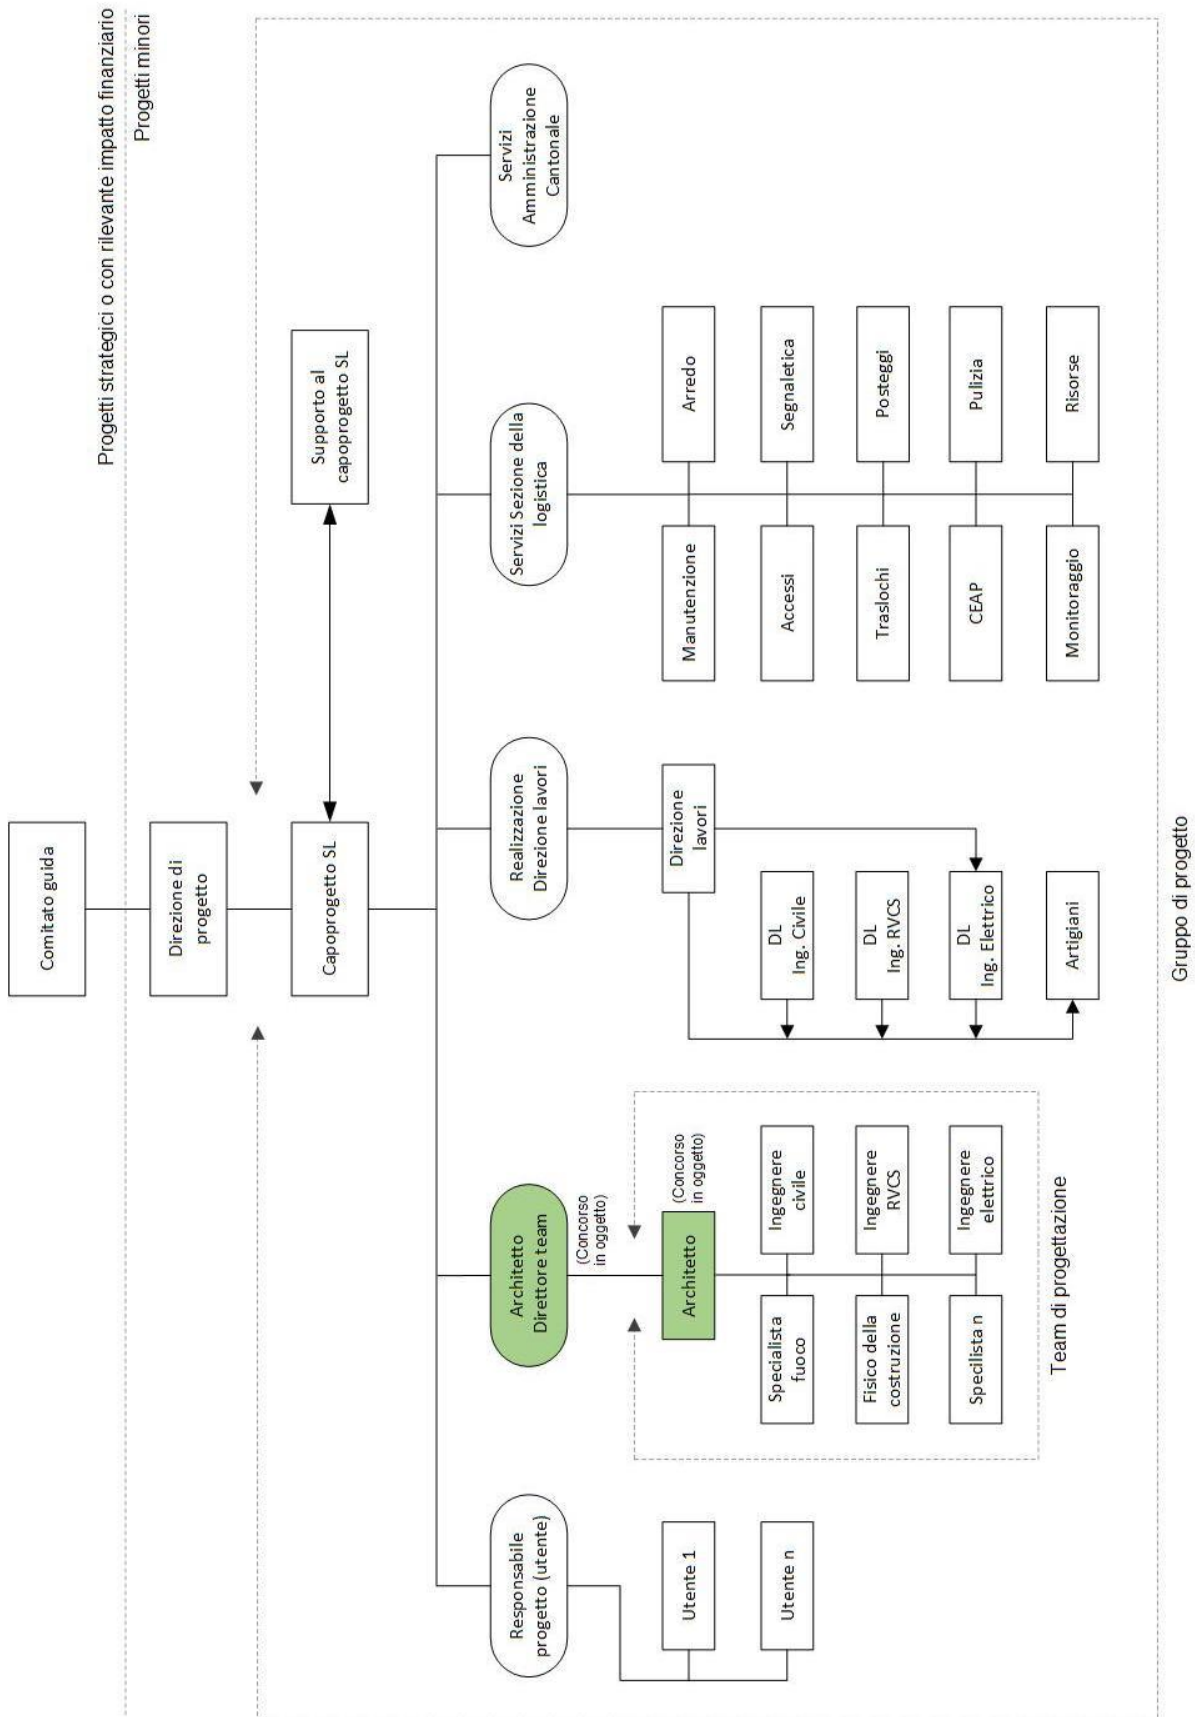 Progetti strategici o con rilevante impatto finanziario
Progetti minori
Comitato guida
Direzione di
progetto
Capoprogetto SL
Supporto al
capoprogetto SL
Responsabile
progetto (utente)
Architetto
Direttore team
(Concorso
in oggetto)
Realizzazione
Direzione lavori
Servizi Sezione della
logistica
Servizi
Amministrazione
Cantonale
Utente 1
Utente n
Architetto
(Concorso
in oggetto)
Specialista
fuoco
Ingegnere
civile
Fisico della
costruzione
Ingegnere
RVCS
Specilista n
Ingegnere
elettrico
Team di progettazione
Direzione
lavori
DL
Ing. Civile
DL
Ing. RVCS
DL
Ing. Elettrico
Artigiani
Manutenzione
Arredo
Accessi
Segnaletica
Traslochi
Posteggi
CEAP
Pulizia
Monitoraggio
Risorse
Gruppo di progetto